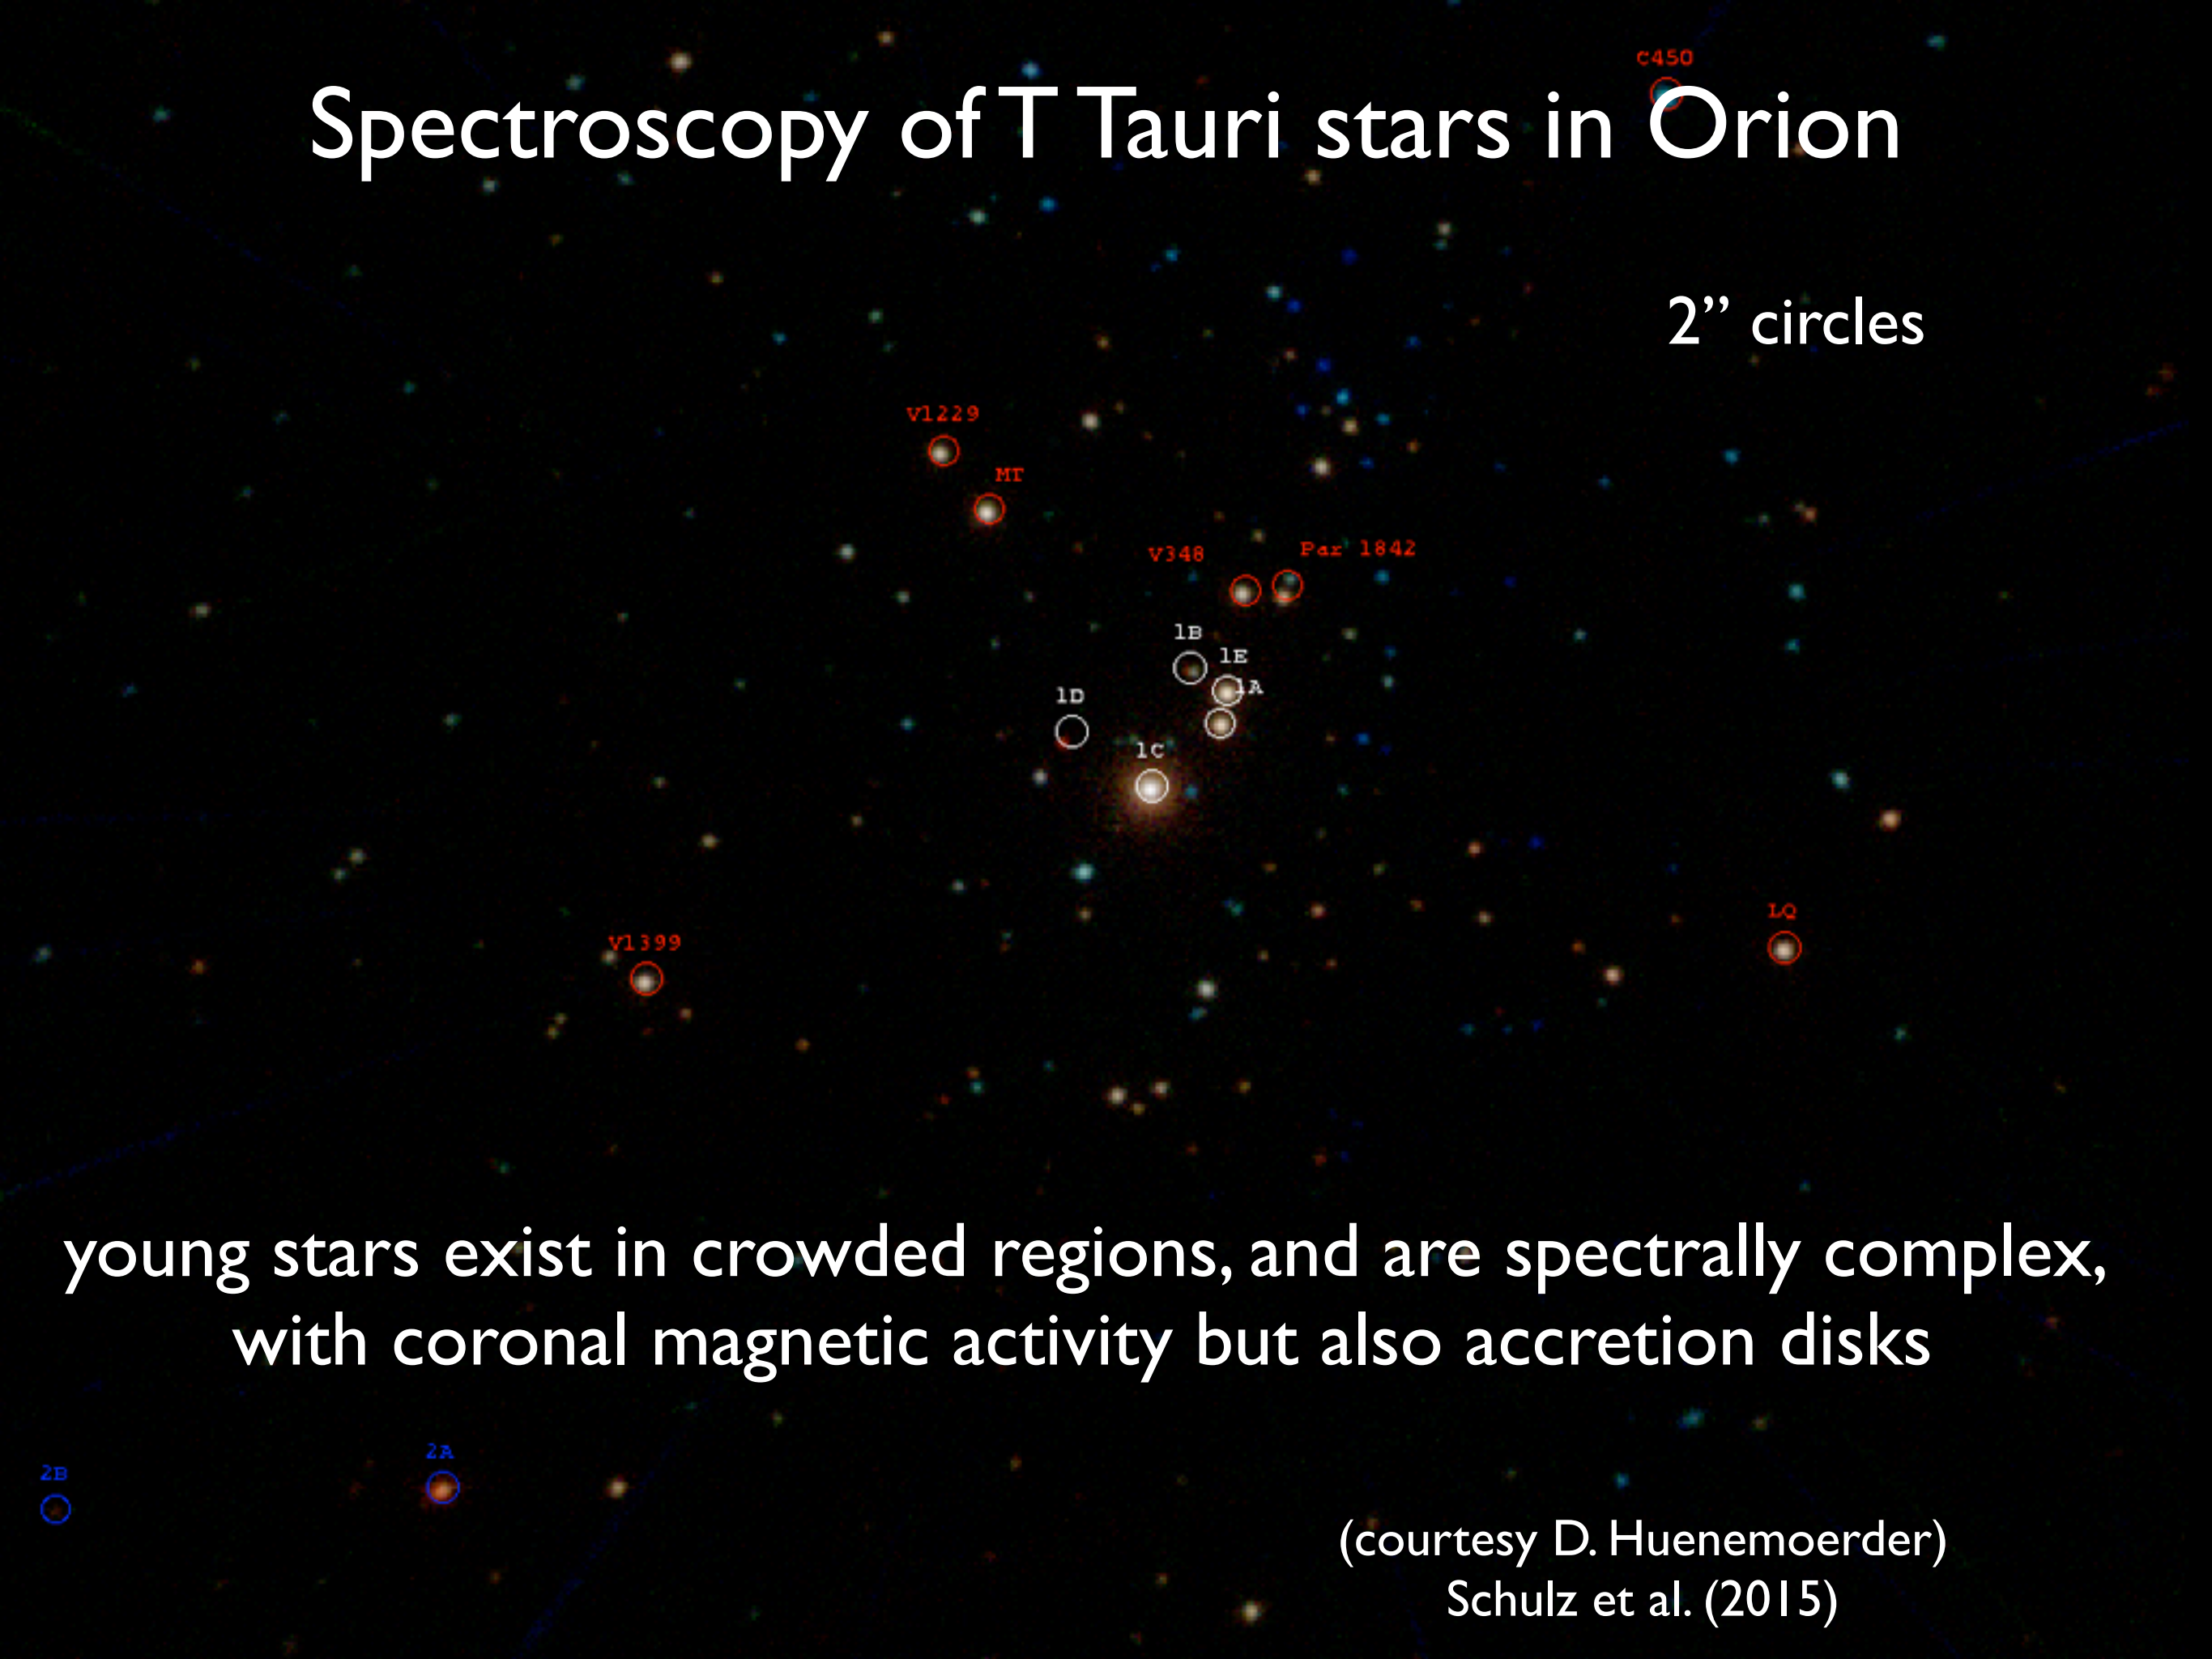 C450
Spectroscopy of T Tauri stars in Orion
2” circles
V1229
MT
V348
Par 1842
1B
1E
1A
1D
1C
LQ
V1399
young stars exist in crowded regions, and are spectrally complex,
with coronal magnetic activity but also accretion disks
2A
2B
(courtesy D. Huenemoerder)
Schulz et al. (2015)